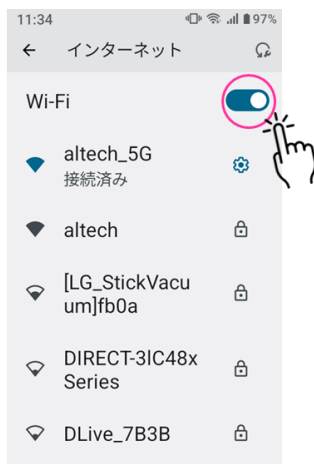 11:34 97%
インターネット
Wi-Fi
altech_5G
接続済み
altech
[LG_StickVacu
um]fb0a
DIRECT-3lC48x
Series
DLive_7B3B